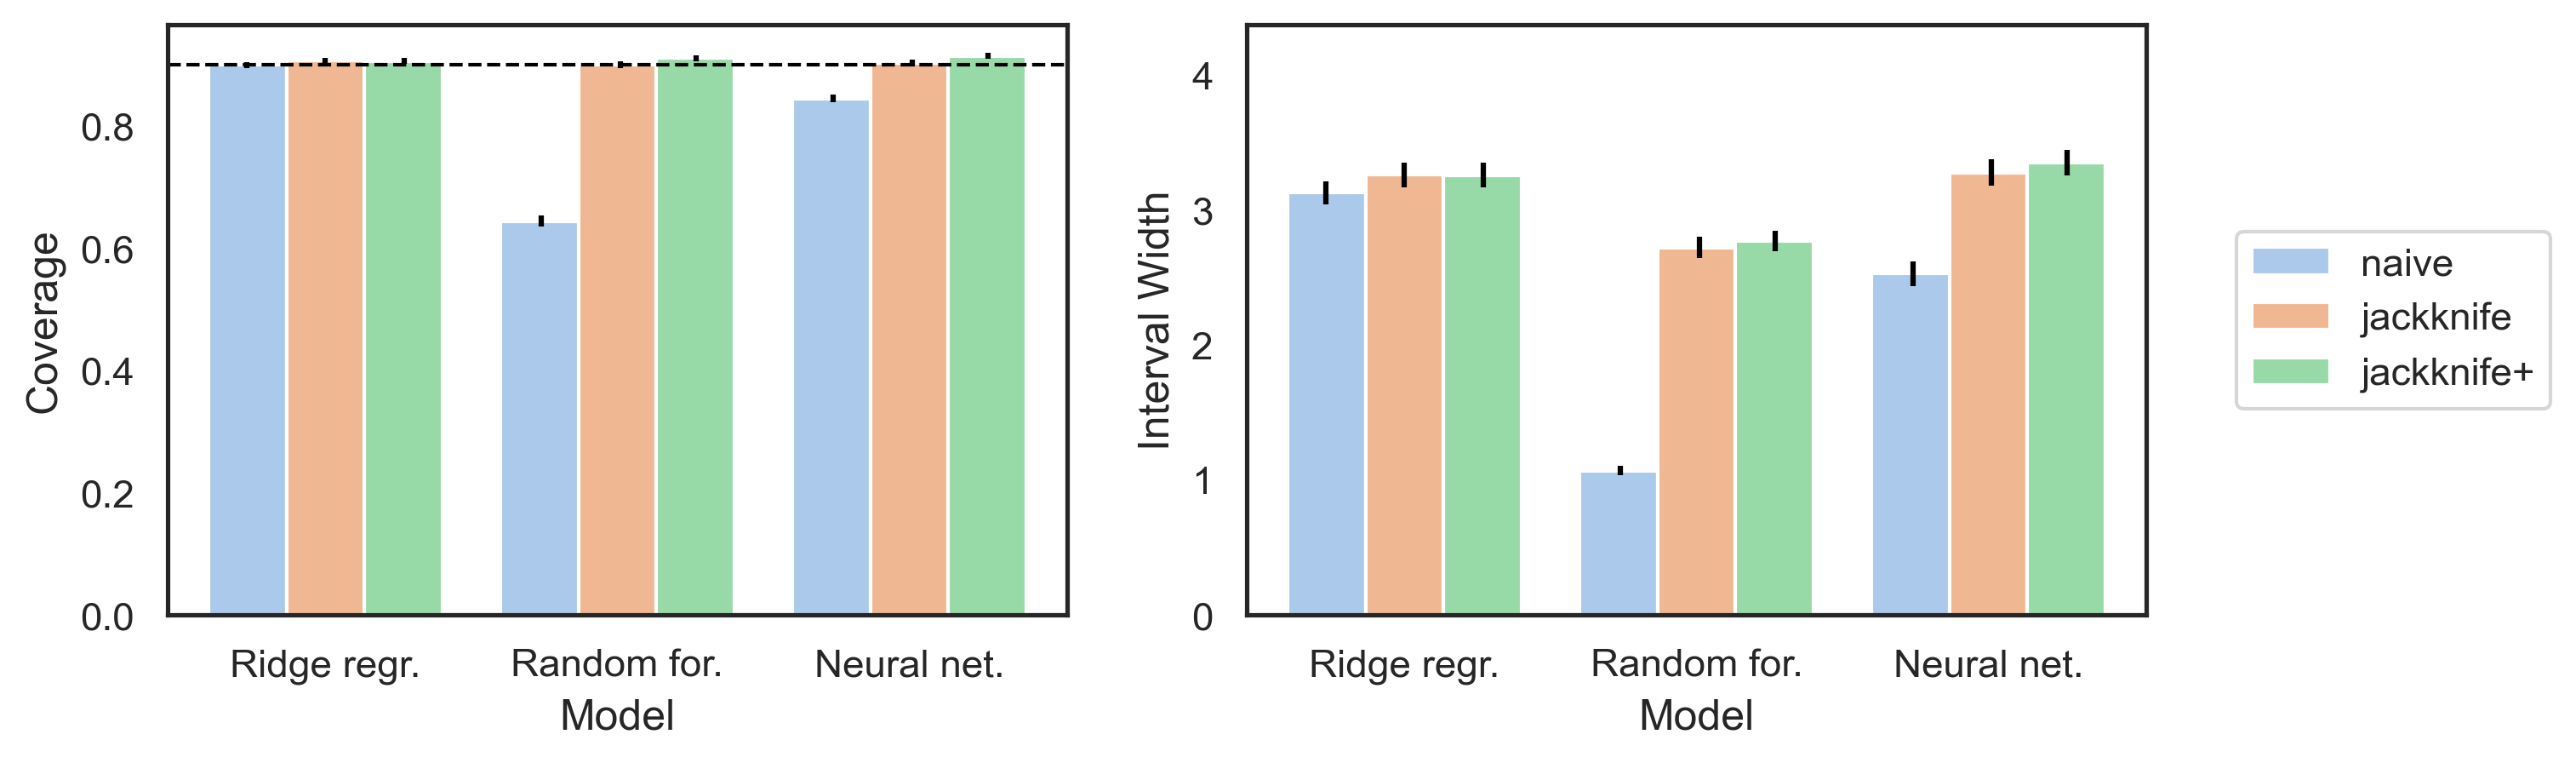 Coverage
0.8
0.6
0.4
0.2
0.0
Ridge regr.
Random for.
Neural net.
Model
Interval Width
4
3
2
1
0
Ridge regr.
Random for.
Neural net.
Model
naive
jackknife
jackknife+